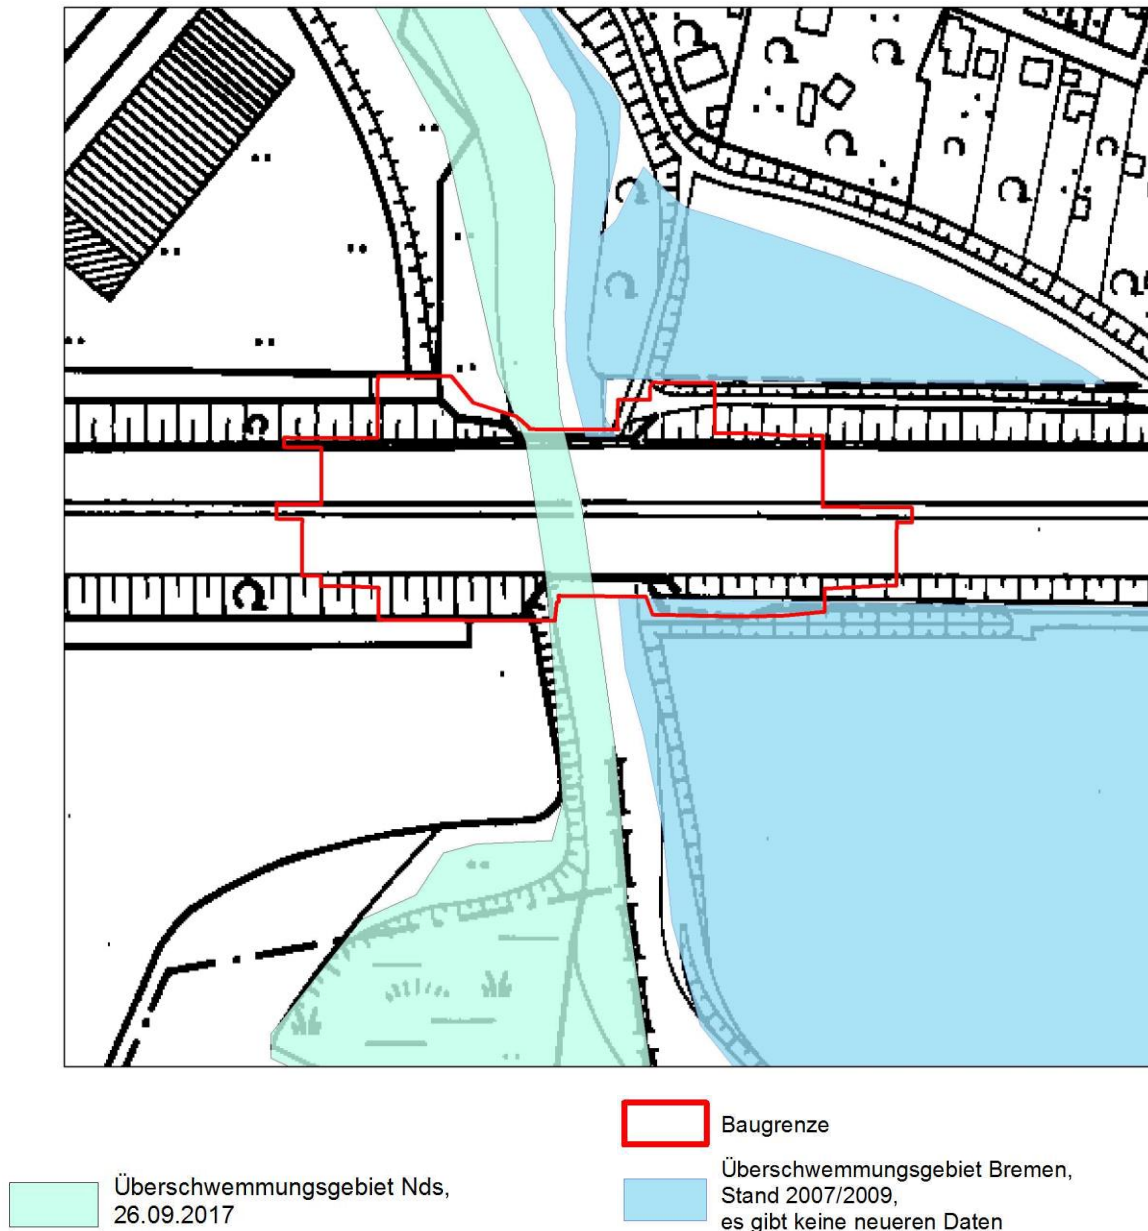 Baugrenze
Überschwemmungsgebiet Nds,
26.09.2017
Überschwemmungsgebiet Bremen,
Stand 2007/2009,
es gibt keine neueren Daten